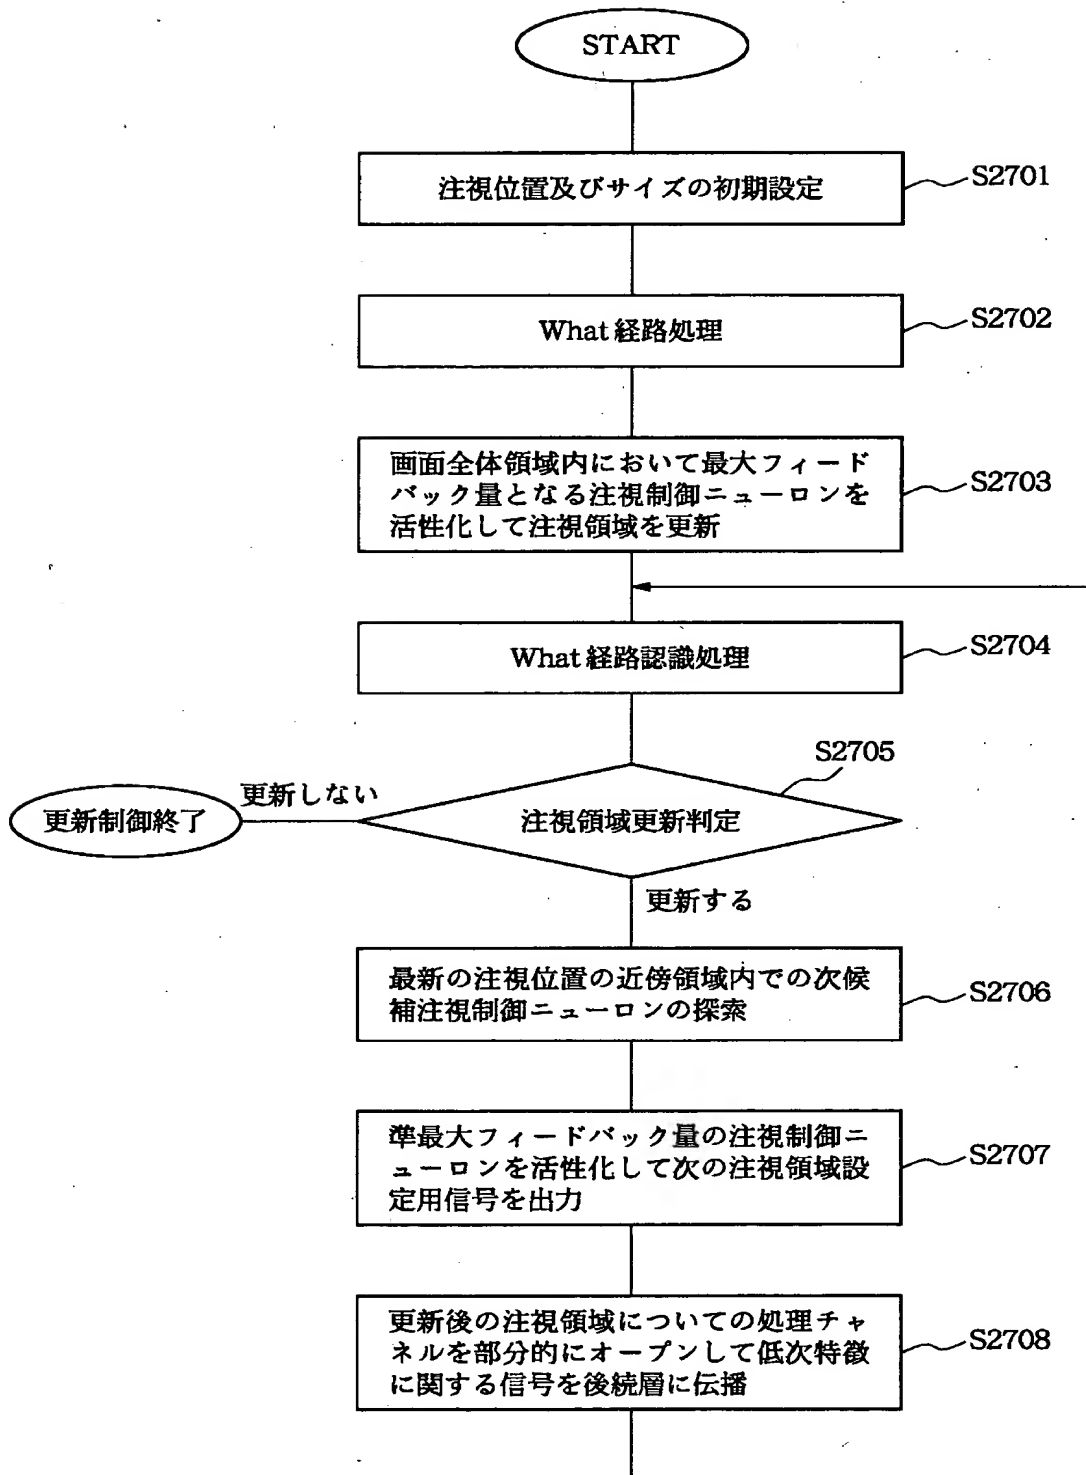 START
注視位置及びサイズの初期設定
S2701
What 経路処理
S2702
画面全体領域内において最大フィード
バック量となる注視制御ニューロンを
活性化して注視領域を更新
S2703
What 経路認識処理
S2704
S2705
更新しない
更新制御終了
注視領域更新判定
更新する
最新の注視位置の近傍領域内での次候
補注視制御ニューロンの探索
S2706
準最大フィードバック量の注視制御ニ
ューロンを活性化して次の注視領域設
定用信号を出力
S2707
更新後の注視領域についての処理チャ
ネルを部分的にオープンして低次特徴
に関する信号を後続層に伝播
S2708